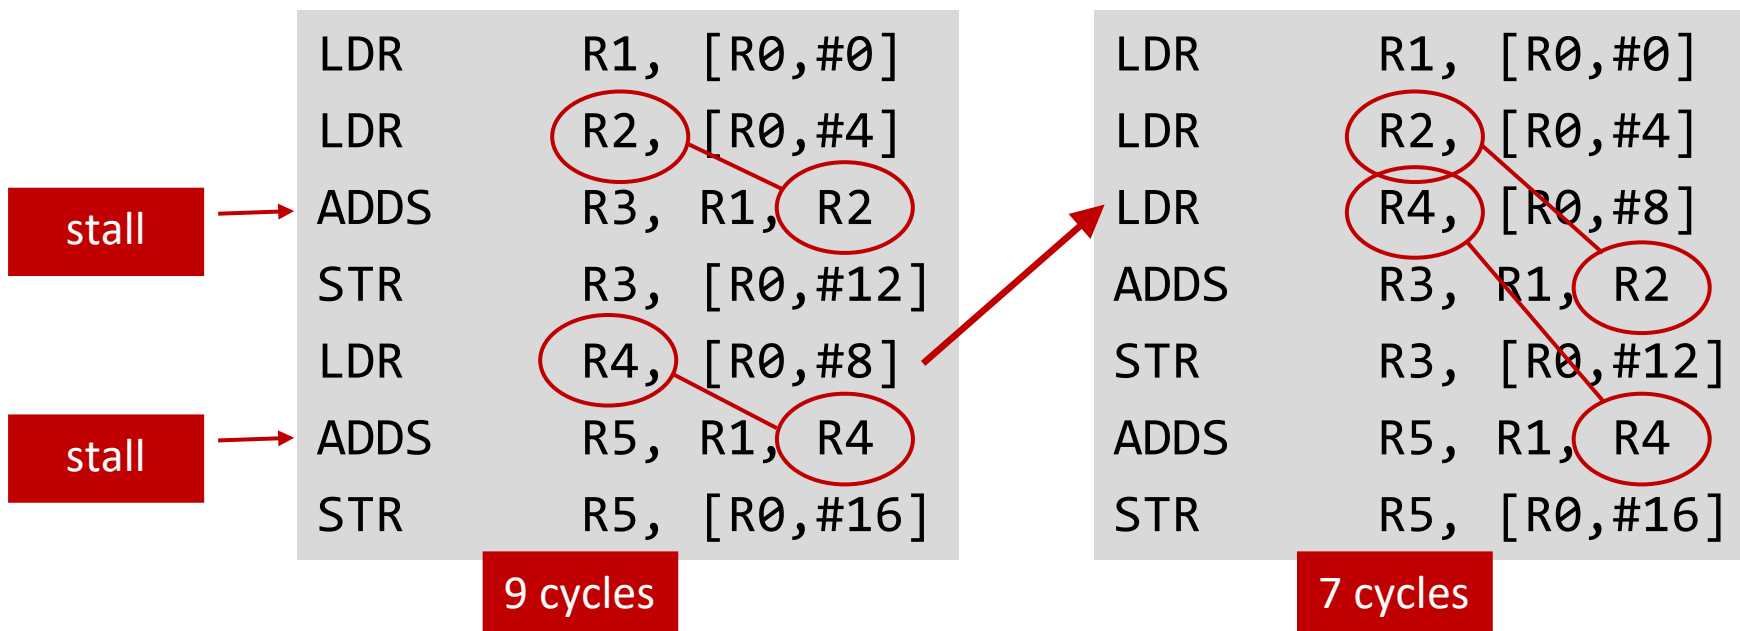 LDR R1, [R0,#0]
LDR R2, [R0,#4]
stall
ADDS R3, R1, R2
STR R3, [R0,#12]
LDR R4, [R0,#8]
stall
ADDS R5, R1, R4
STR R5, [R0,#16]
9 cycles
LDR R1, [R0,#0]
LDR R2, [R0,#4]
LDR R4, [R0,#8]
ADDS R3, R1, R2
STR R3, [R0,#12]
ADDS R5, R1, R4
STR R5, [R0,#16]
7 cycles